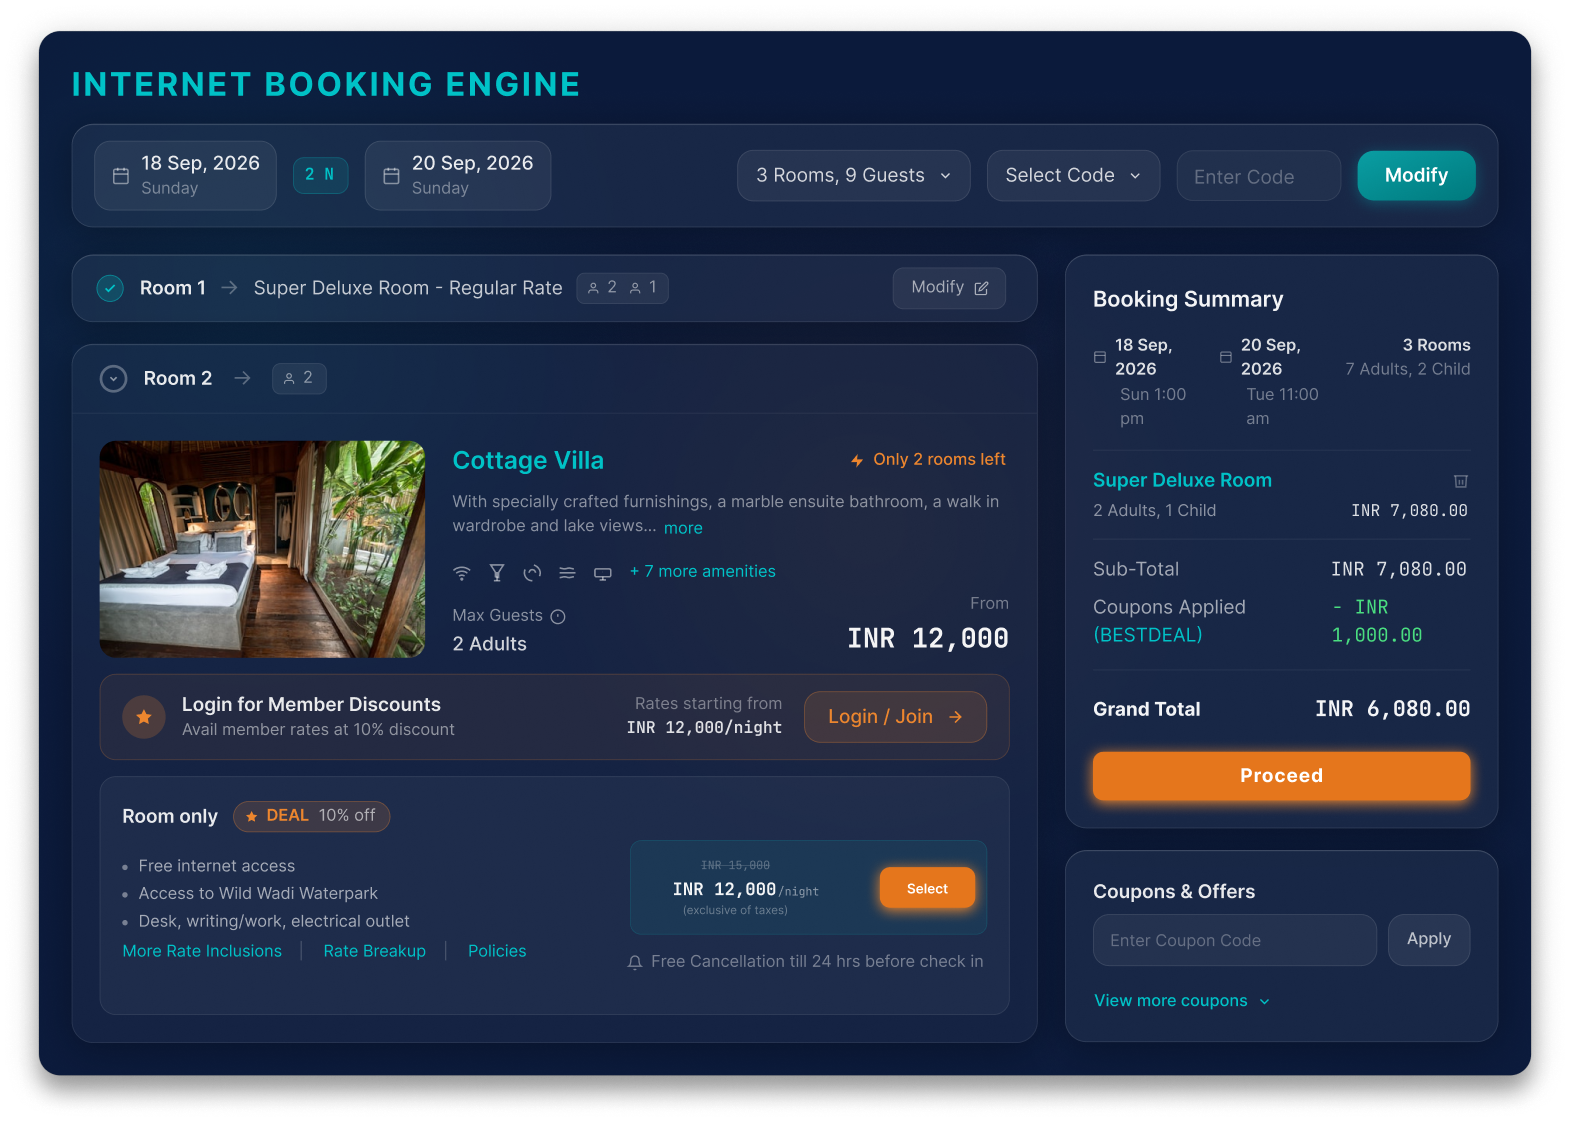 INTERNET BOOKING ENGINE
18 Sep, 2026
Sunday
2 N
20 Sep, 2026
Sunday
3 Rooms, 9 Guests
Select Code
Enter Code
Modify
Room 1 → Super Deluxe Room - Regular Rate 2 1
Modify
Room 2 → 2
Cottage Villa
Only 2 rooms left
With specially crafted furnishings, a marble ensuite bathroom, a walk in
wardrobe and lake views... more
+ 7 more amenities
Max Guests
2 Adults
From
INR 12,000
Login for Member Discounts
Avail member rates at 10% discount
Rates starting from
INR 12,000/night
Login / Join →
Room only
DEAL 10% off
• Free internet access
• Access to Wild Wadi Waterpark
• Desk, writing/work, electrical outlet
More Rate Inclusions | Rate Breakup | Policies
INR 15,000
INR 12,000/night
(exclusive of taxes)
Select
Free Cancellation till 24 hrs before check in
Booking Summary
18 Sep,
2026
Sun 1:00
pm
20 Sep,
2026
Tue 11:00
am
3 Rooms
7 Adults, 2 Child
Super Deluxe Room
2 Adults, 1 Child
INR 7,080.00
Sub-Total
INR 7,080.00
Coupons Applied
(BESTDEAL)
- INR
1,000.00
Grand Total
INR 6,080.00
Proceed
Coupons & Offers
Enter Coupon Code
Apply
View more coupons